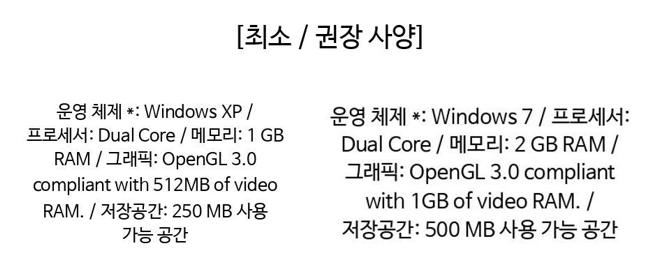 [최소 / 권장 사양]
운영 체제 *: Windows XP /
프로세서: Dual Core / 메모리: 1 GB
RAM / 그래픽: OpenGL 3.0
compliant with 512MB of video
RAM. / 저장공간: 250 MB 사용
가능 공간
운영 체제 *: Windows 7 / 프로세서:
Dual Core / 메모리: 2 GB RAM /
그래픽: OpenGL 3.0 compliant
with 1GB of video RAM. /
저장공간: 500 MB 사용 가능 공간